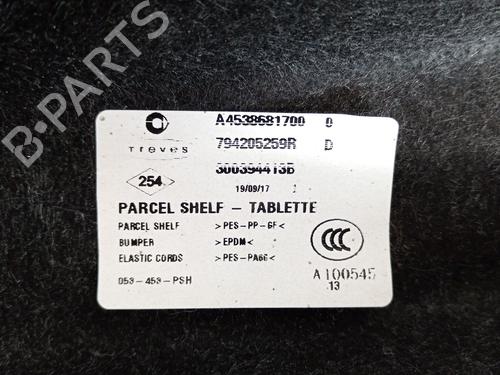 A4538681700 0
treves
794205259R D
254
300394413B
19/09/17
PARCEL SHELF - TABLETTE
PARCEL SHELF >PES-PP-GF<
BUMPER >EPDM<
ELASTIC CORDS >PES-PA66<
053-453-PSH
CCC
A100545
13
B-PARTS